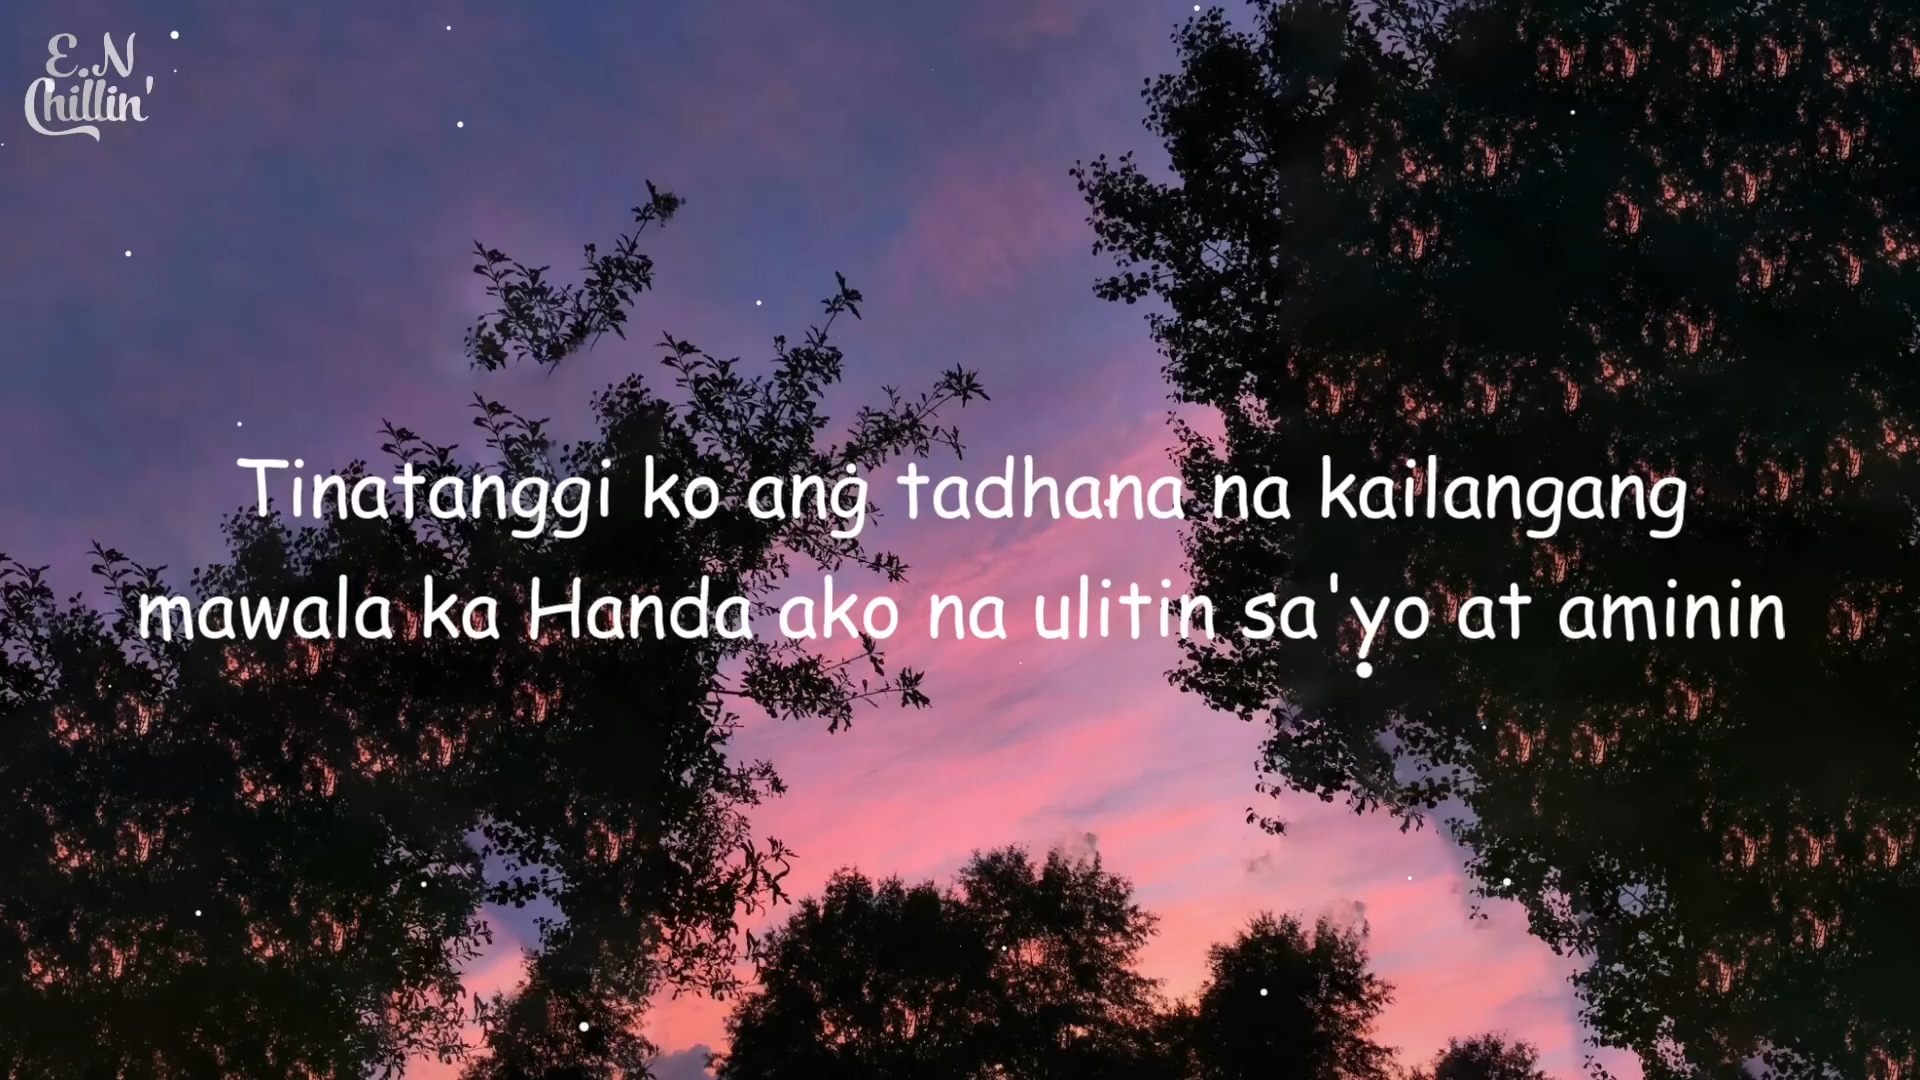 E.N
Chillin'
Tinatanggi ko ang tadhana na kailangang
mawala ka Handa ako na ulitin sa'yo at aminin